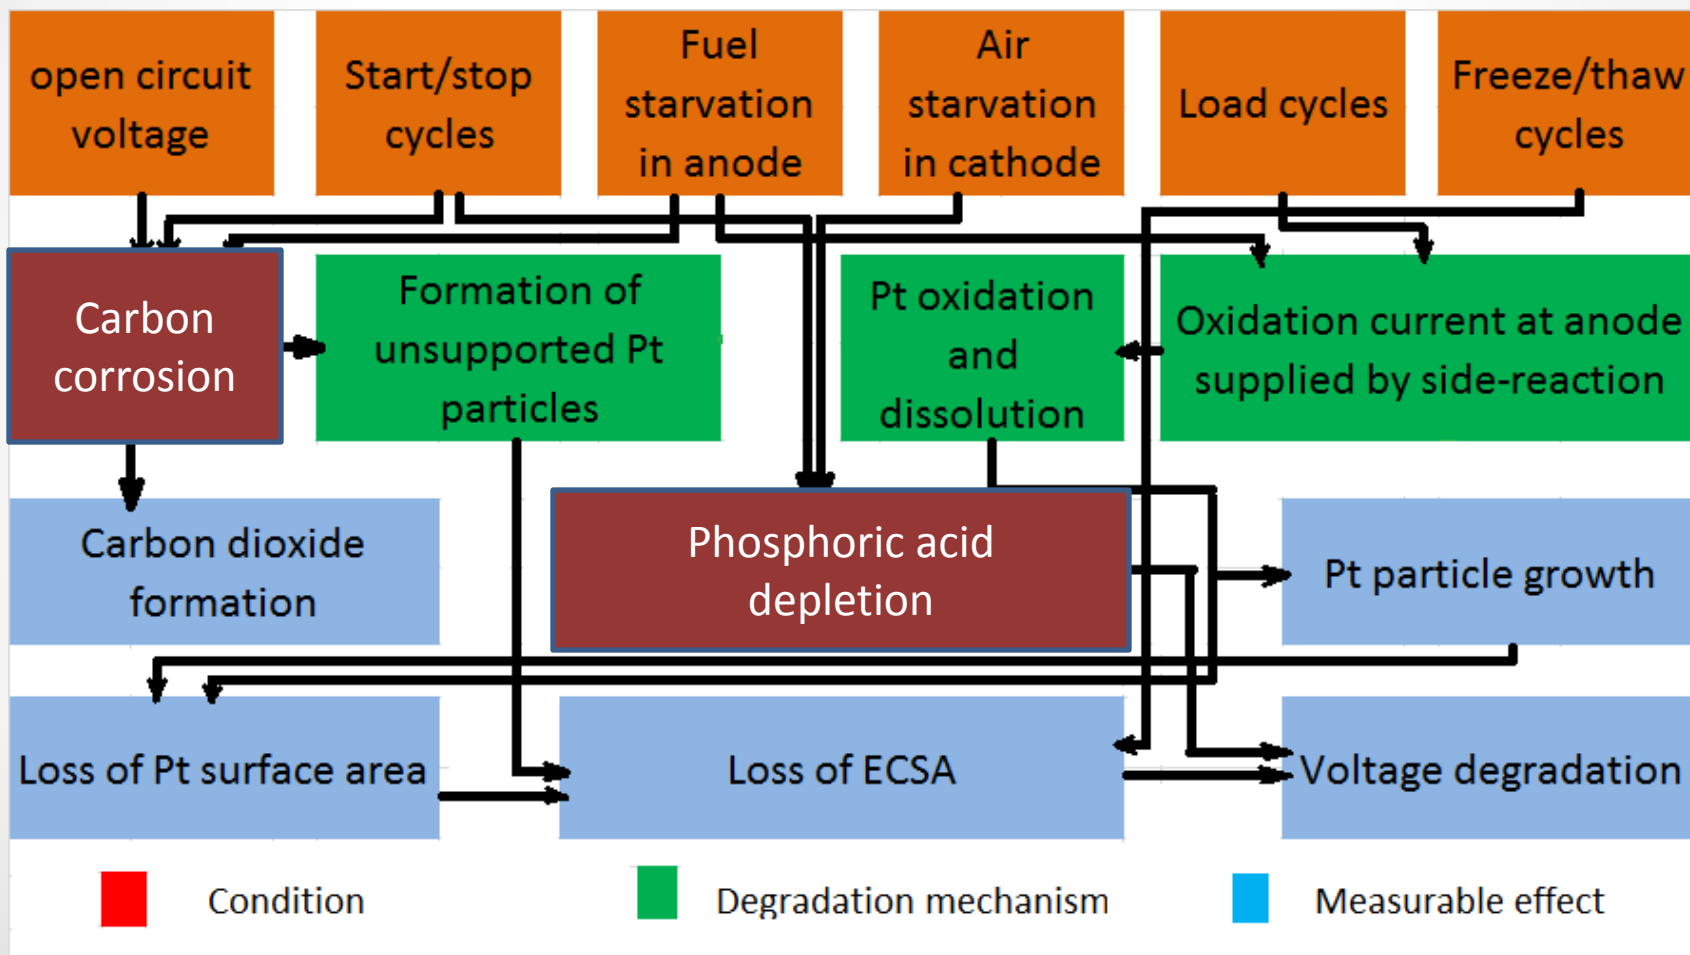 open circuit
voltage
Start/stop
cycles
Fuel
starvation
in anode
Air
starvation
in cathode
Load cycles
Freeze/thaw
cycles
Carbon
corrosion
Formation of
unsupported Pt
particles
Pt oxidation
and
dissolution
Oxidation current at anode
supplied by side-reaction
Carbon dioxide
formation
Phosphoric acid
depletion
Pt particle growth
Loss of Pt surface area
Loss of ECSA
Voltage degradation
Condition
Degradation mechanism
Measurable effect